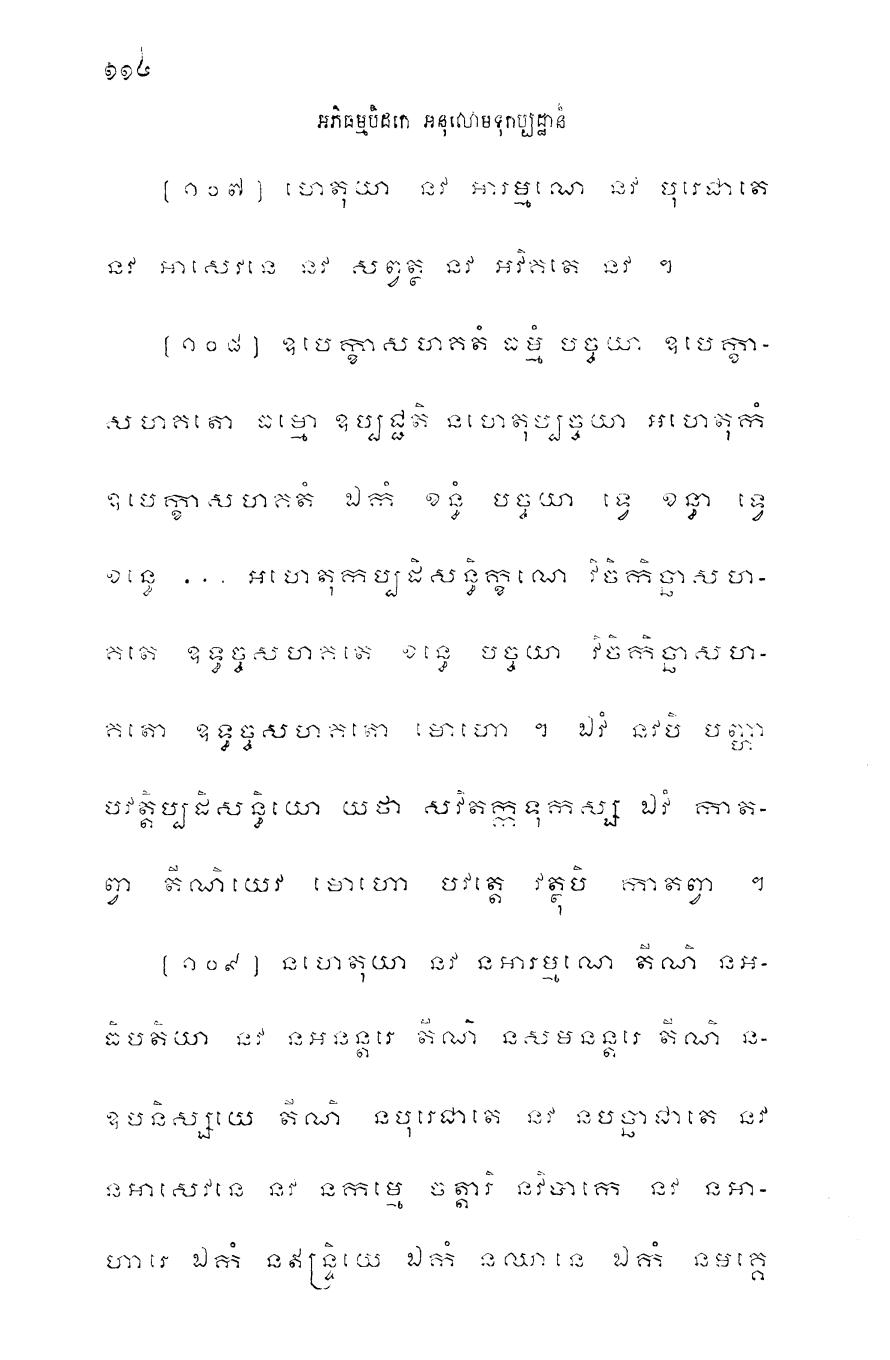 ១១៤
អភិធម្មបិដកេ អនុលោមទុកប្បដ្ឋានំ
[១០៧] ហេតុយា នវ អារម្មណេ នវ បុរេជាតេ
នវ អាសេវនេ នវ សព្វត្ថ នវ អវិគតេ នវ ។
[១០៨] ឧបេក្ខាសហគតំ ធម្មំ បច្ចយា ឧបេក្ខា-
សហគតោ ធម្មោ ឧប្បជ្ជតិ នហេតុប្បច្ចយា អហេតុកំ
ឧបេក្ខាសហគតំ ឯកំ ខន្ធំ បច្ចយា ទ្វេ ខន្ធា ទ្វេ
ខន្ធេ ... អហេតុកប្បដិសន្ធិក្ខណេ វិចិកិច្ឆាសហ-
គតេ ឧទ្ធច្ចសហគតេ ខន្ធេ បច្ចយា វិចិកិច្ឆាសហ-
គតោ ឧទ្ធច្ចសហគតោ មោហោ ។ ឯវំ នវបិ បញ្ហា
បវត្តិប្បដិសន្ធិយោ យថា សវិតក្កទុកស្ស ឯវំ កាត-
ព្វា តីណិយេវ មោហោ បវត្តេ វត្ថុបិ កាតព្វា ។
[១០៩] នហេតុយា នវ នអារម្មណេ តីណិ នអ-
ធិបតិយា នវ នអនន្តរេ តីណិ នសមនន្តរេ តីណិ ន-
ឧបនិស្សយេ តីណិ នបុរេជាតេ នវ នបច្ឆាជាតេ នវ
នអាសេវនេ នវ នកម្មេ ចត្តារិ នវិបាកេ នវ នអា-
ហារេ ឯកំ នឥន្ទ្រិយេ ឯកំ នឈានេ ឯកំ នមគ្គេ